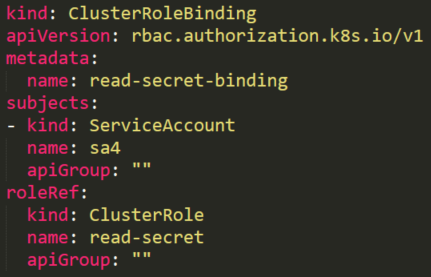 kind: ClusterRoleBinding
apiVersion: rbac.authorization.k8s.io/v1
metadata:
  name: read-secret-binding
subjects:
- kind: ServiceAccount
  name: sa4
  apiGroup: ""
roleRef:
  kind: ClusterRole
  name: read-secret
  apiGroup: ""